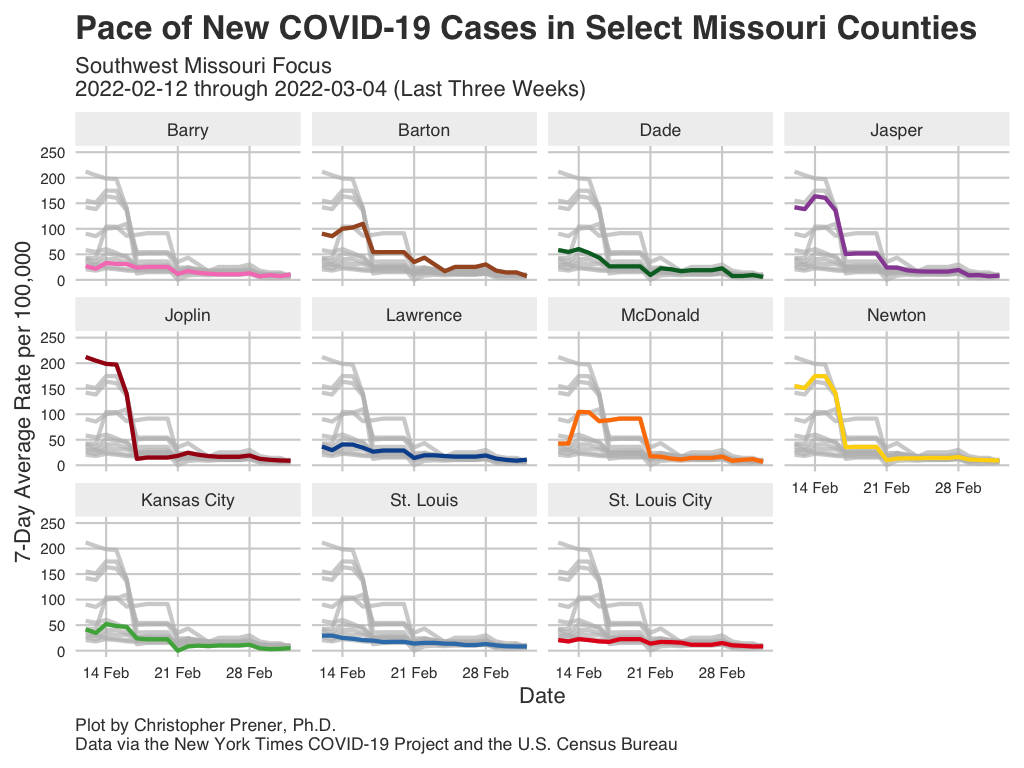 Pace of New COVID-19 Cases in Select Missouri Counties
Southwest Missouri Focus
2022-02-12 through 2022-03-04 (Last Three Weeks)
Barry
Barton
Dade
Jasper
250
200
150
100
50
0
Joplin
Lawrence
McDonald
Newton
250
200
150
100
50
0
14 Feb
21 Feb
28 Feb
Kansas City
St. Louis
St. Louis City
250
200
150
100
50
0
14 Feb
21 Feb
28 Feb
14 Feb
21 Feb
28 Feb
14 Feb
21 Feb
28 Feb
7-Day Average Rate per 100,000
Date
Plot by Christopher Prener, Ph.D.
Data via the New York Times COVID-19 Project and the U.S. Census Bureau